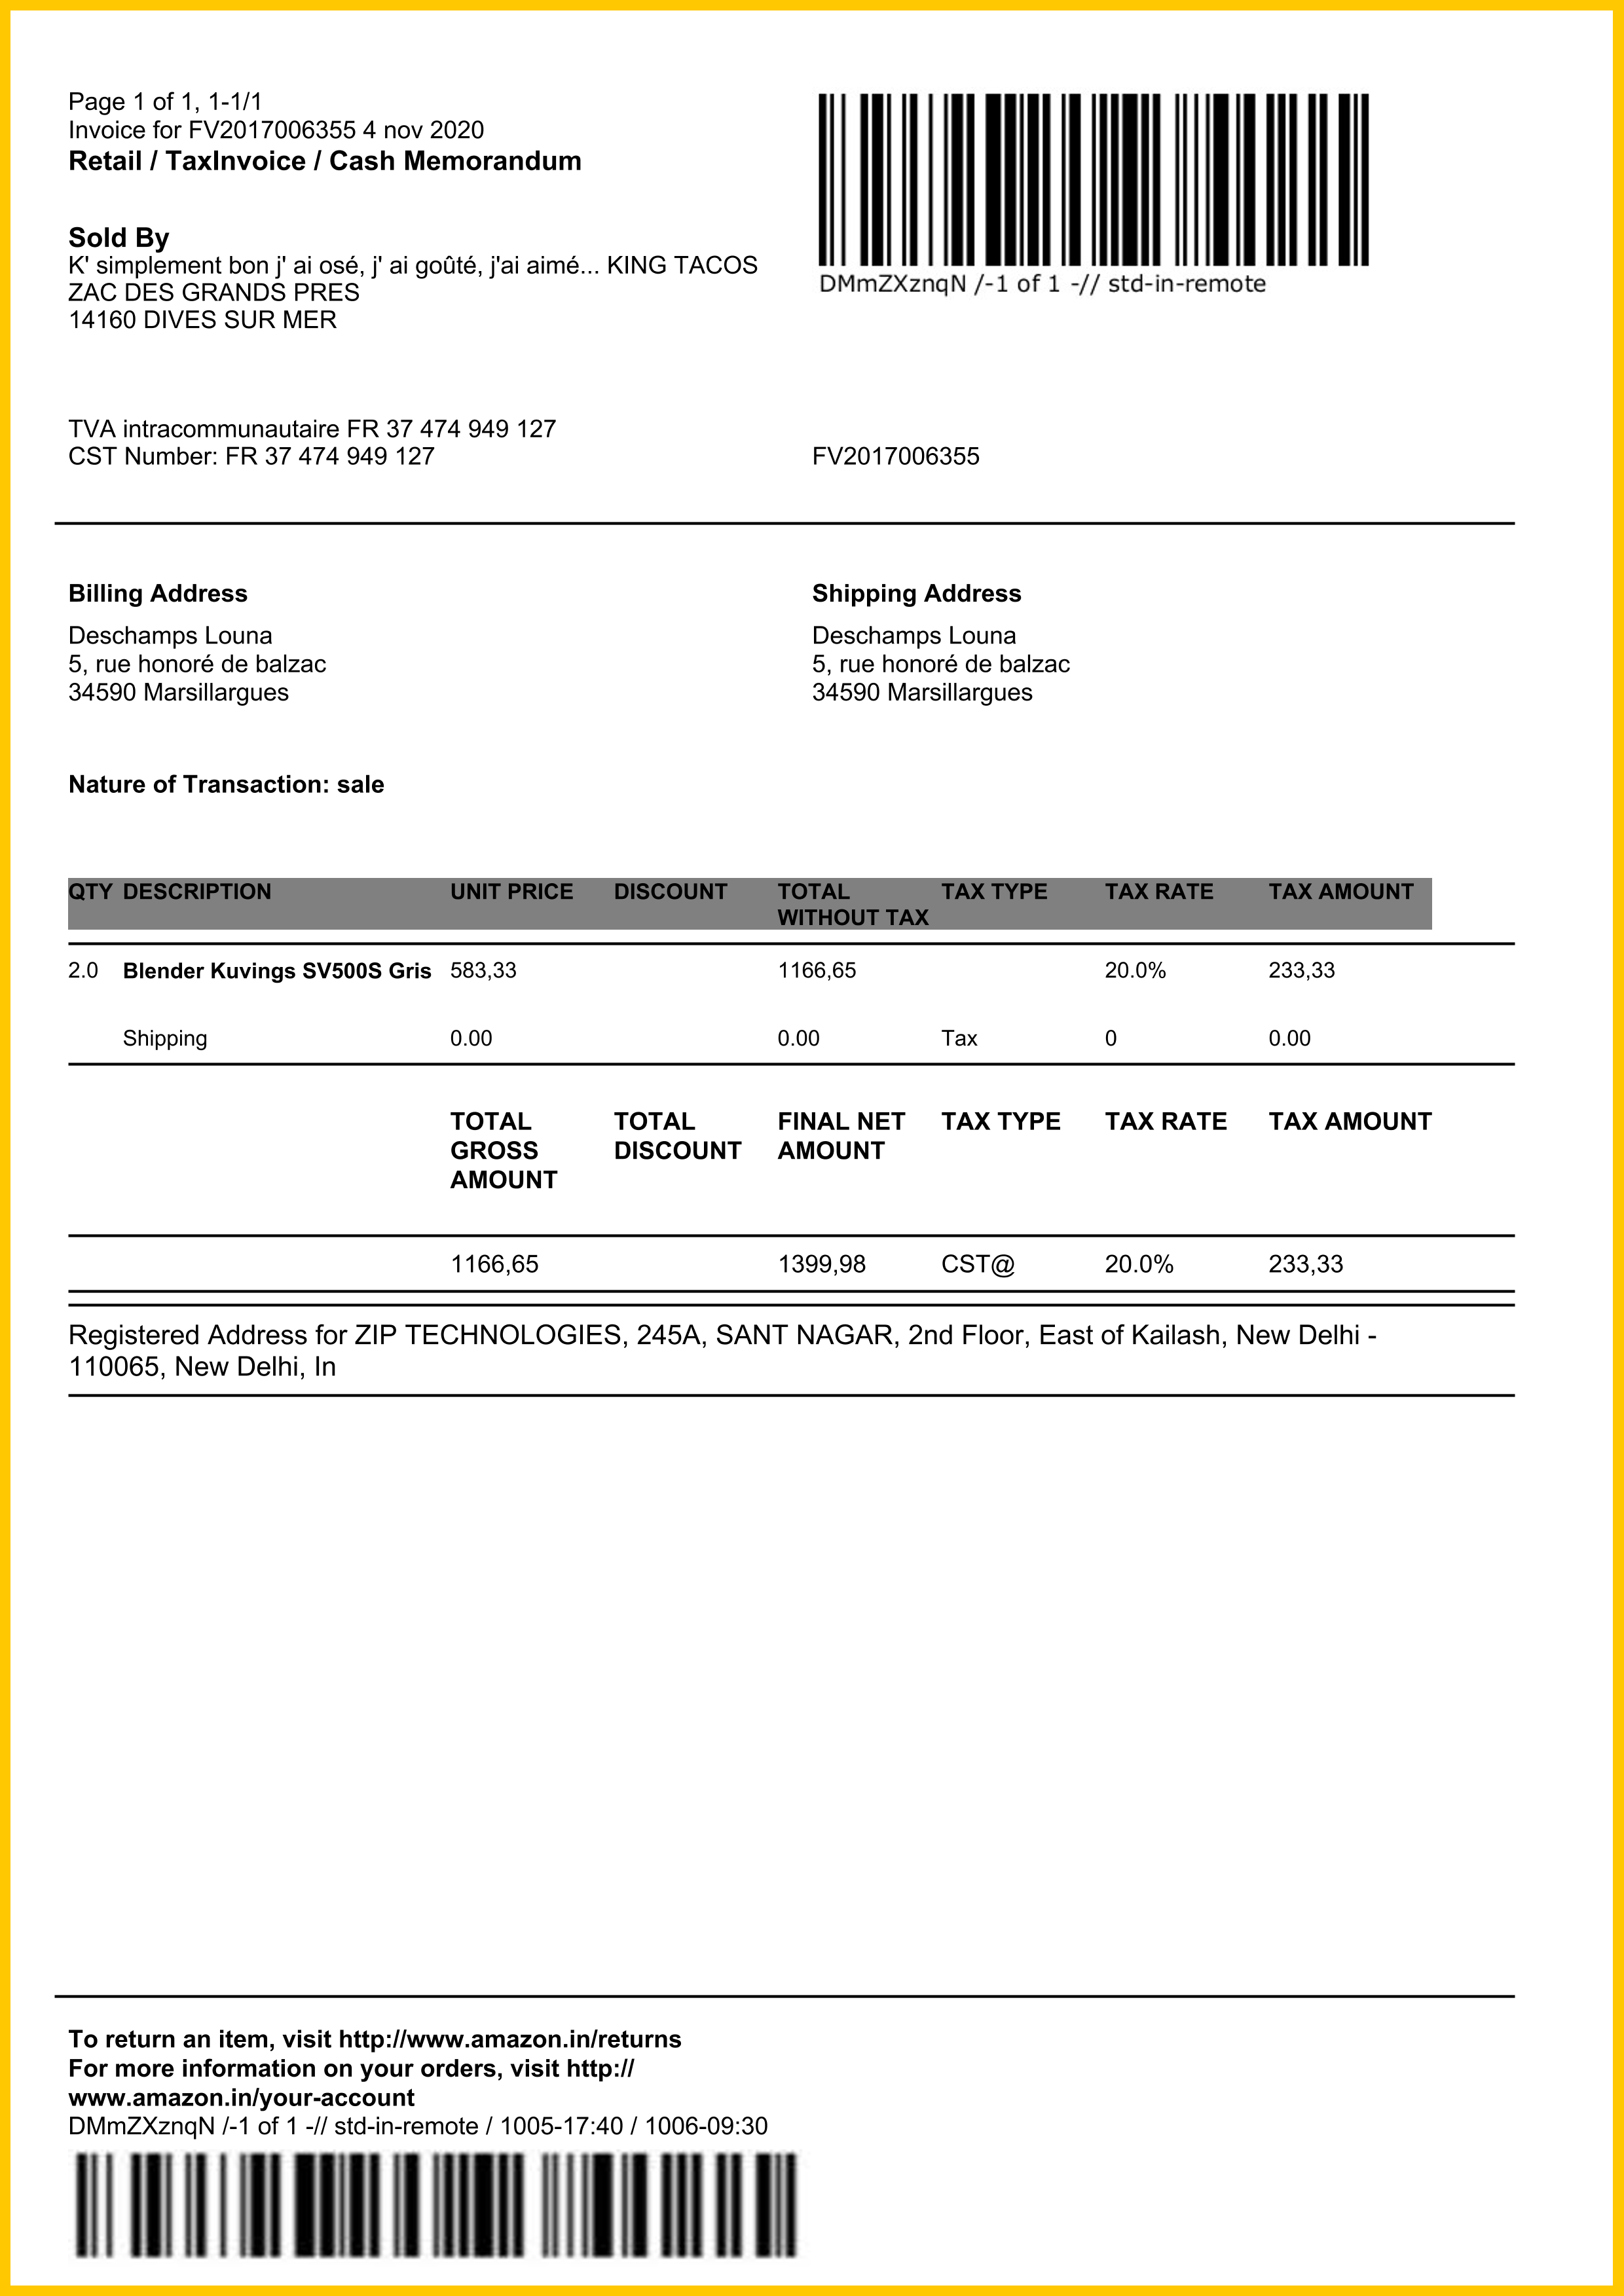 Page 1 of 1, 1-1/1
Invoice for FV2017006355 4 nov 2020
Retail / TaxInvoice / Cash Memorandum
DMmZXznqN /-1 of 1 -// std-in-remote
Sold By
K' simplement bon j' ai osé, j' ai goûté, j'ai aimé... KING TACOS
ZAC DES GRANDS PRES
14160 DIVES SUR MER
TVA intracommunautaire FR 37 474 949 127
CST Number: FR 37 474 949 127
FV2017006355
Billing Address
Deschamps Louna
5, rue honoré de balzac
34590 Marsillargues
Shipping Address
Deschamps Louna
5, rue honoré de balzac
34590 Marsillargues
Nature of Transaction: sale
QTY DESCRIPTION UNIT PRICE DISCOUNT TOTAL WITHOUT TAX TAX TYPE TAX RATE TAX AMOUNT
2.0 Blender Kuvings SV500S Gris 583,33 1166,65 20.0% 233,33
Shipping 0.00 0.00 Tax 0 0.00
TOTAL GROSS AMOUNT TOTAL DISCOUNT FINAL NET AMOUNT TAX TYPE TAX RATE TAX AMOUNT
1166,65 1399,98 CST@ 20.0% 233,33
Registered Address for ZIP TECHNOLOGIES, 245A, SANT NAGAR, 2nd Floor, East of Kailash, New Delhi -
110065, New Delhi, In
To return an item, visit http://www.amazon.in/returns
For more information on your orders, visit http://
www.amazon.in/your-account
DMmZXznqN /-1 of 1 -// std-in-remote / 1005-17:40 / 1006-09:30